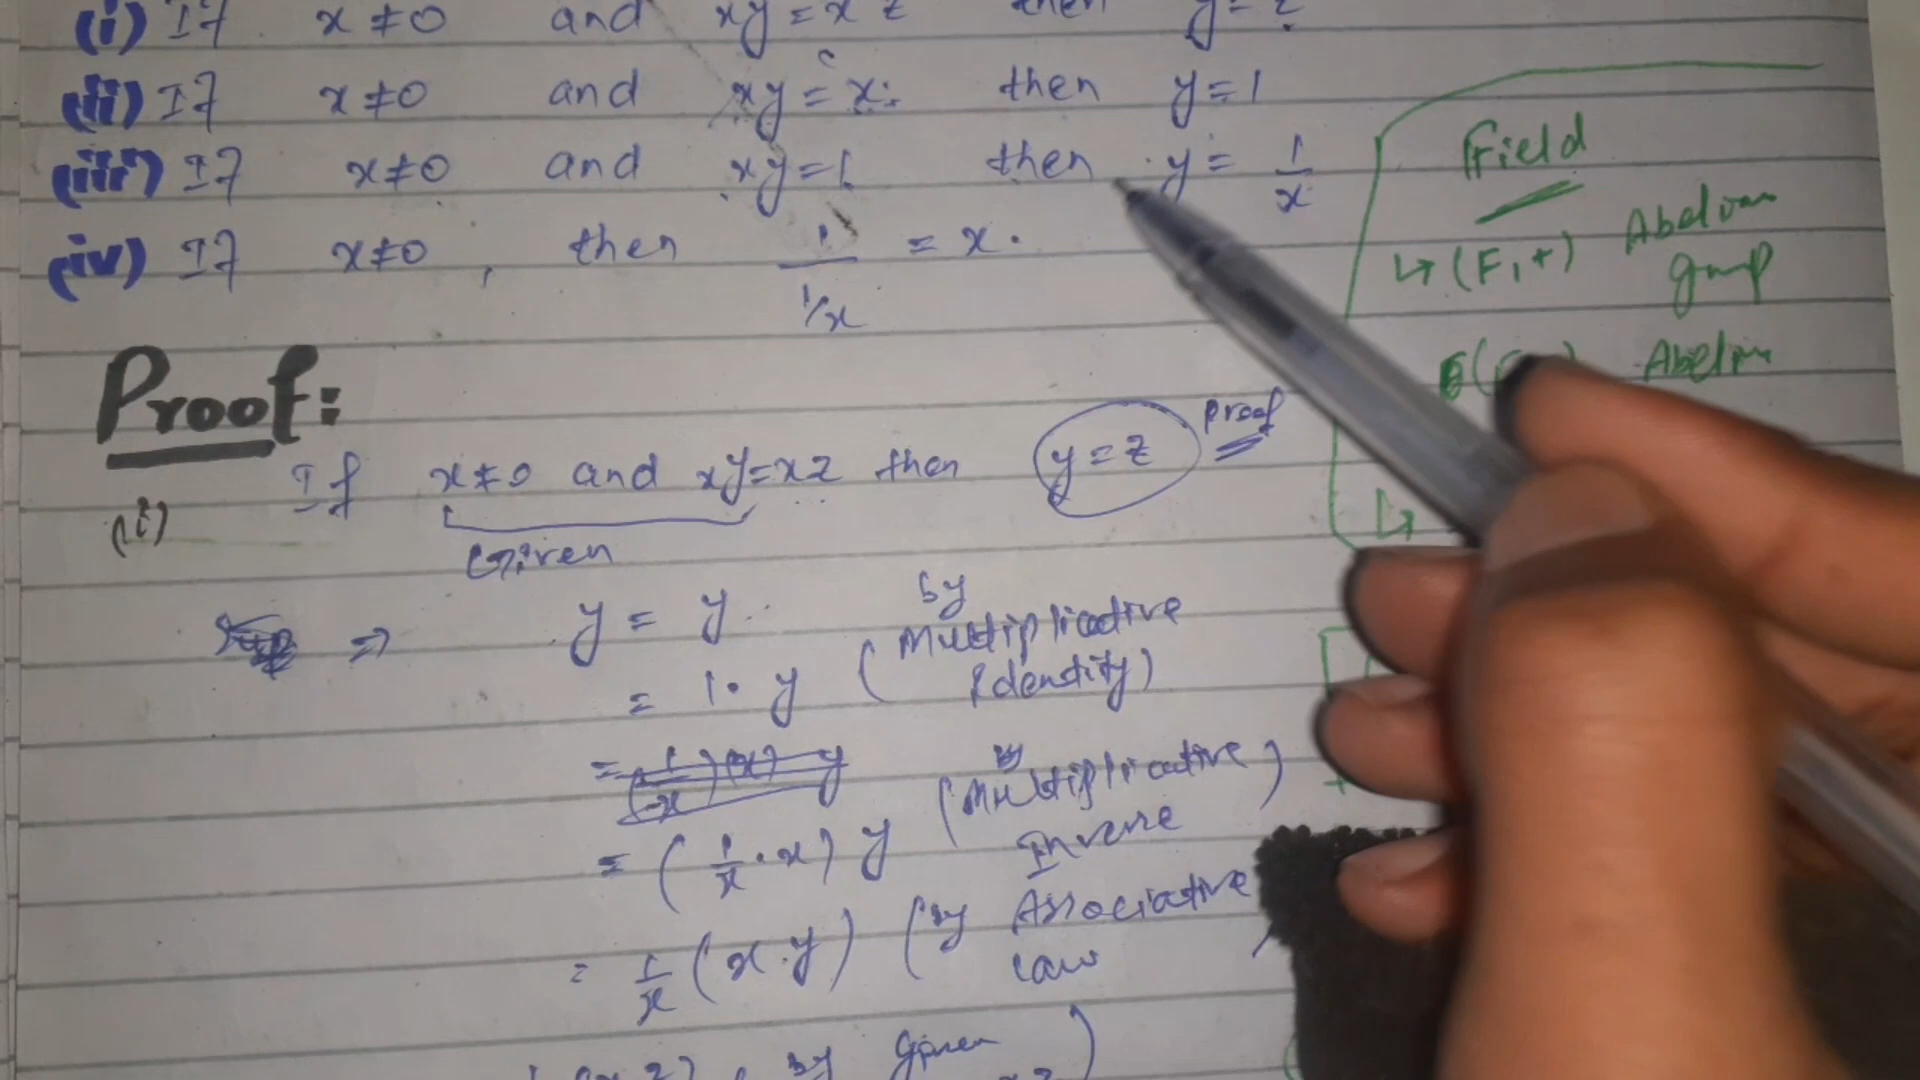 (i) If x≠0 and xy=xz then y=z
(ii) If x≠0 and xy=x then y=1
(iii) If x≠0 and xy=1 then y=1/x
(iv) If x≠0, then 1/(1/x) = x.
Proof:
(i) If x≠0 and xy=xz then y=z proof
Given
⇒ y = y
= 1.y (by Multiplicative Identity)
= (1/x)(x) y
= (1/x . x) y (by Multiplicative Inverse)
= 1/x (x.y) (by Associative Law)
by given
Field
↳ (F,+) Abelian group
Abelian